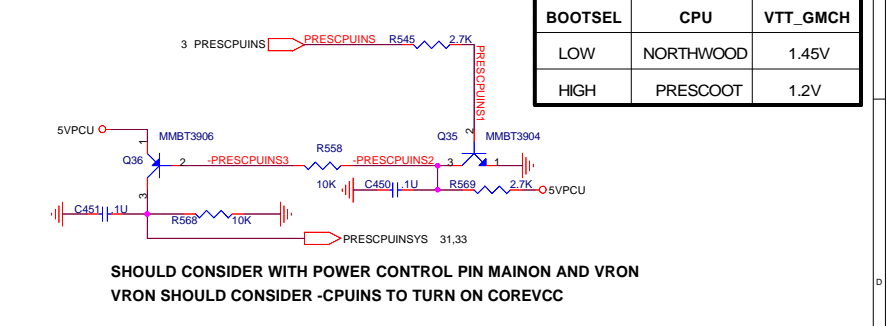 BOOTSEL CPU VTT_GMCH
LOW NORTHWOOD 1.45V
HIGH PRESCOOT 1.2V
3 PRESCPUINS PRESCPUINS R545 2.7K
PRESCPUINS1
5VPCU
1
MMBT3906
Q36
2
-PRESCPUINS3
R558
10K
-PRESCPUINS2
Q35
2
MMBT3904
3
1
C450 .1U
R569 2.7K
5VPCU
3
C451 .1U
R568 10K
PRESCPUINSYS 31,33
SHOULD CONSIDER WITH POWER CONTROL PIN MAINON AND VRON
VRON SHOULD CONSIDER -CPUINS TO TURN ON COREVCC
D